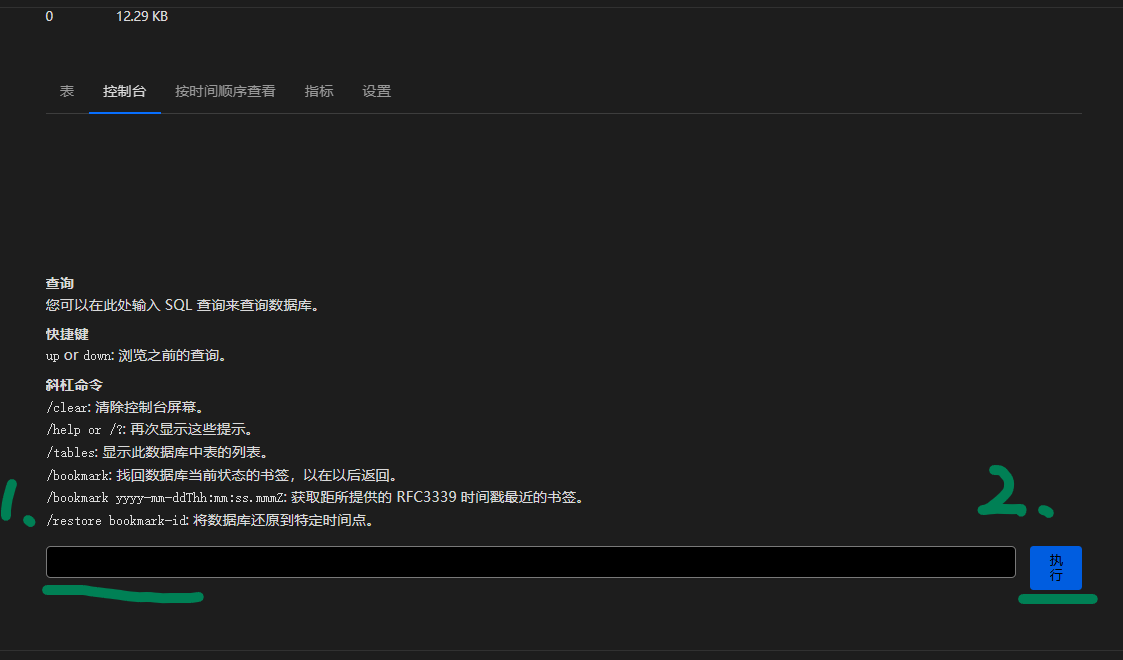 0 12.29 KB
表 控制台 按时间顺序查看 指标 设置
查询
您可以在此处输入 SQL 查询来查询数据库。
快捷键
up or down: 浏览之前的查询。
斜杠命令
/clear: 清除控制台屏幕。
/help or /?: 再次显示这些提示。
/tables: 显示此数据库中表的列表。
/bookmark: 找回数据库当前状态的书签，以在以后返回。
/bookmark yyyy-mm-ddThh:mm:ss.mmmZ: 获取距所提供的 RFC3339 时间戳最近的书签。
/restore bookmark-id: 将数据库还原到特定时间点。
1.
2.
执
行